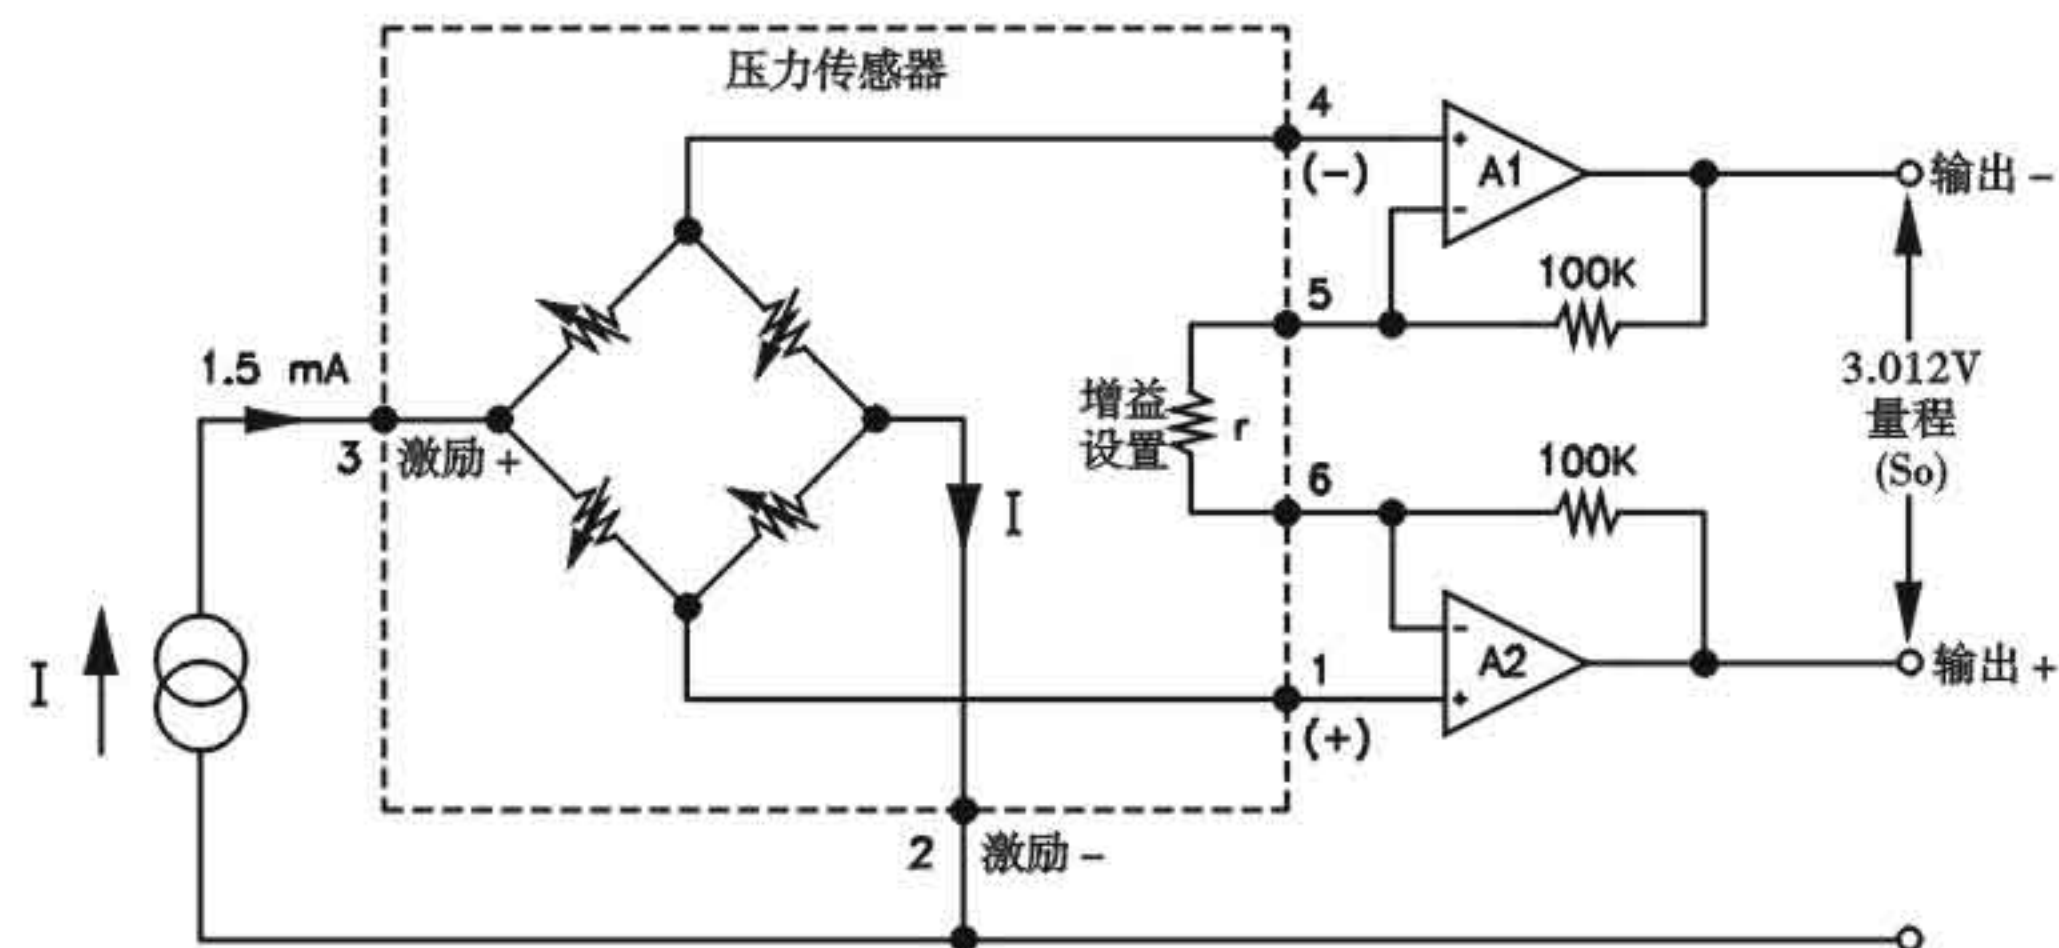 压力传感器
4
(-)
+
A1
-
输出 -
100K
5
1.5 mA
3
激励 +
增益
设置
r
3.012V
量程
(So)
I
6
100K
I
1
(+)
-
A2
+
输出 +
2
激励 -